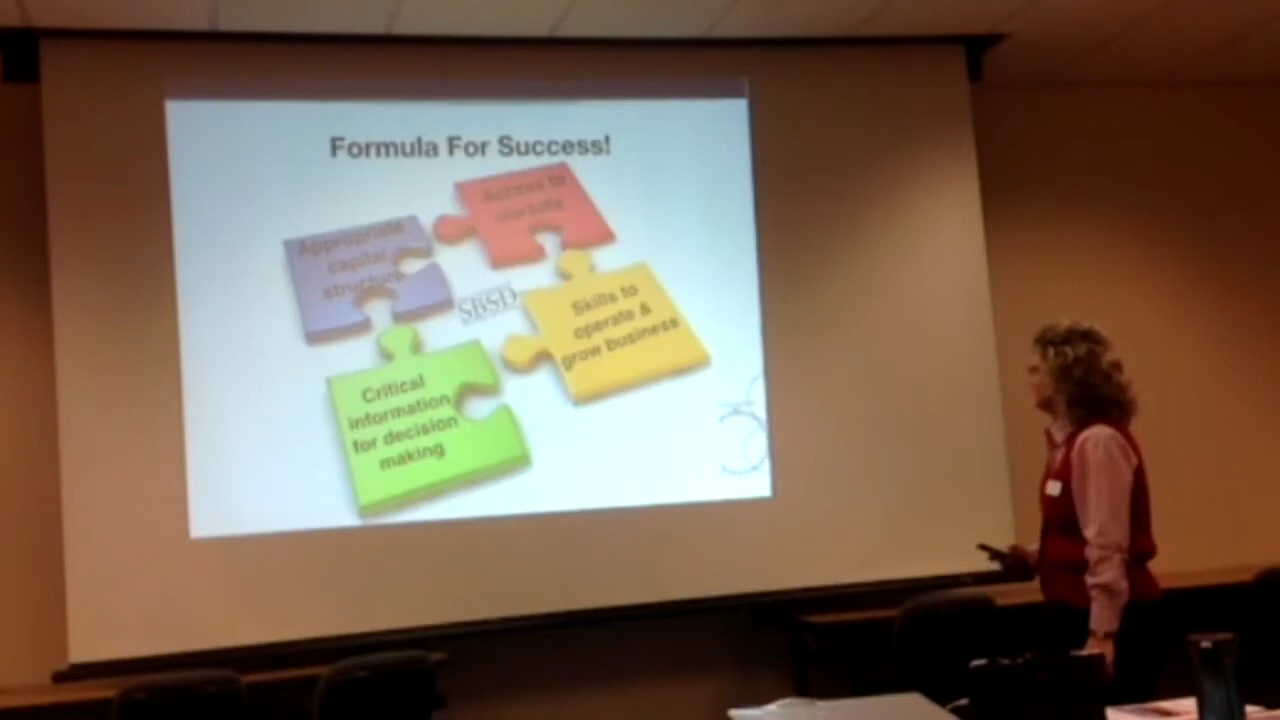 Formula For Success!
Access to
markets
Appropriate
capital
structure
SBSD
Skills to
operate &
grow business
Critical
information
for decision
making